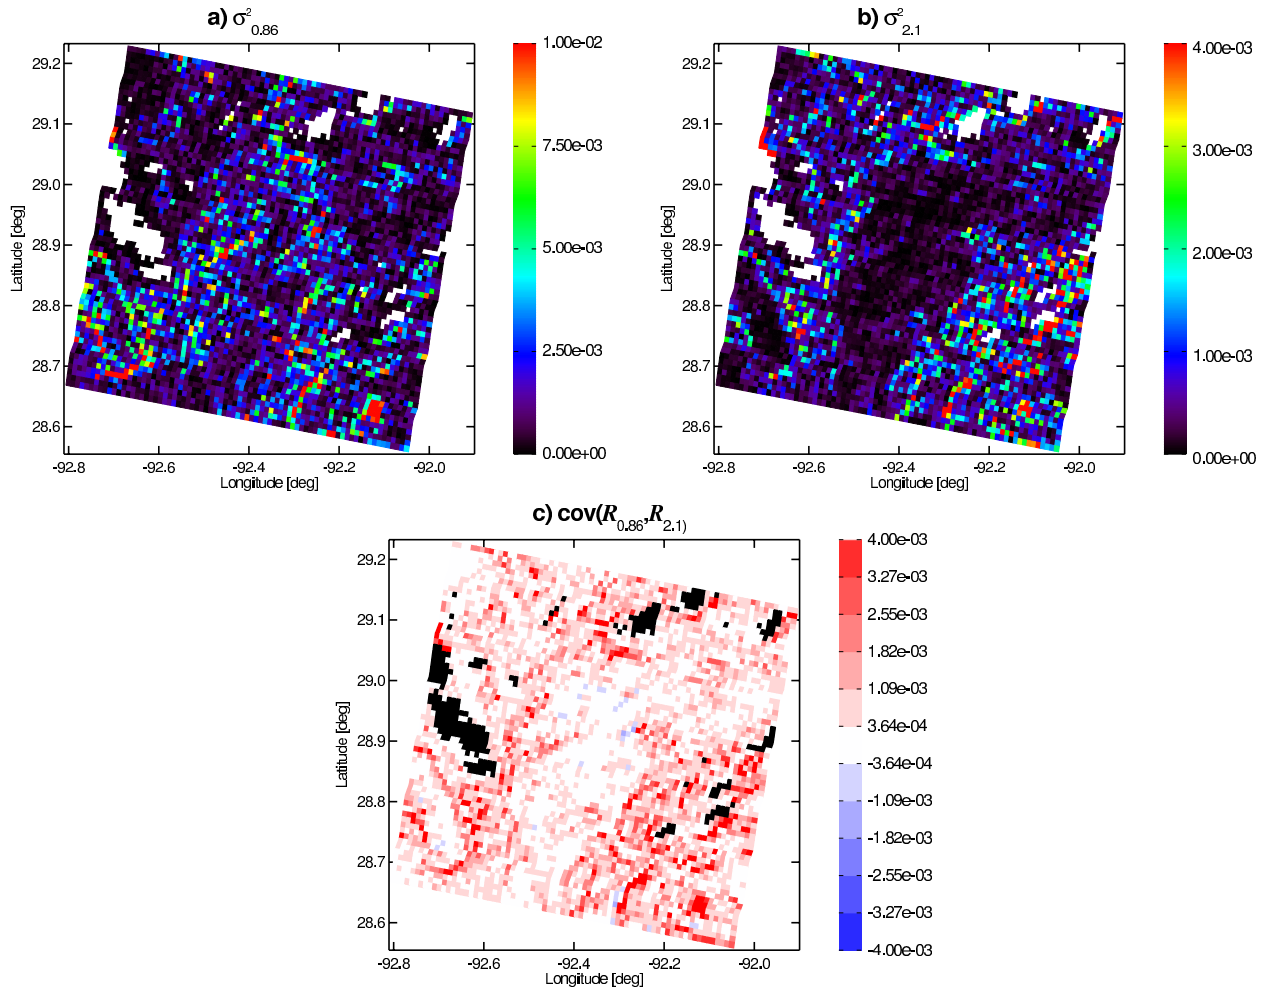 a) σ²0.86
29.2
29.1
29.0
28.9
28.8
28.7
28.6
Latitude [deg]
-92.8 -92.6 -92.4 -92.2 -92.0
Longitude [deg]
1.00e-02
7.50e-03
5.00e-03
2.50e-03
0.00e+00
b) σ²2.1
29.2
29.1
29.0
28.9
28.8
28.7
28.6
Latitude [deg]
-92.8 -92.6 -92.4 -92.2 -92.0
Longitude [deg]
4.00e-03
3.00e-03
2.00e-03
1.00e-03
0.00e+00
c) cov(R0.86,R2.1)
29.2
29.1
29.0
28.9
28.8
28.7
28.6
Latitude [deg]
-92.8 -92.6 -92.4 -92.2 -92.0
Longitude [deg]
4.00e-03
3.27e-03
2.55e-03
1.82e-03
1.09e-03
3.64e-04
-3.64e-04
-1.09e-03
-1.82e-03
-2.55e-03
-3.27e-03
-4.00e-03